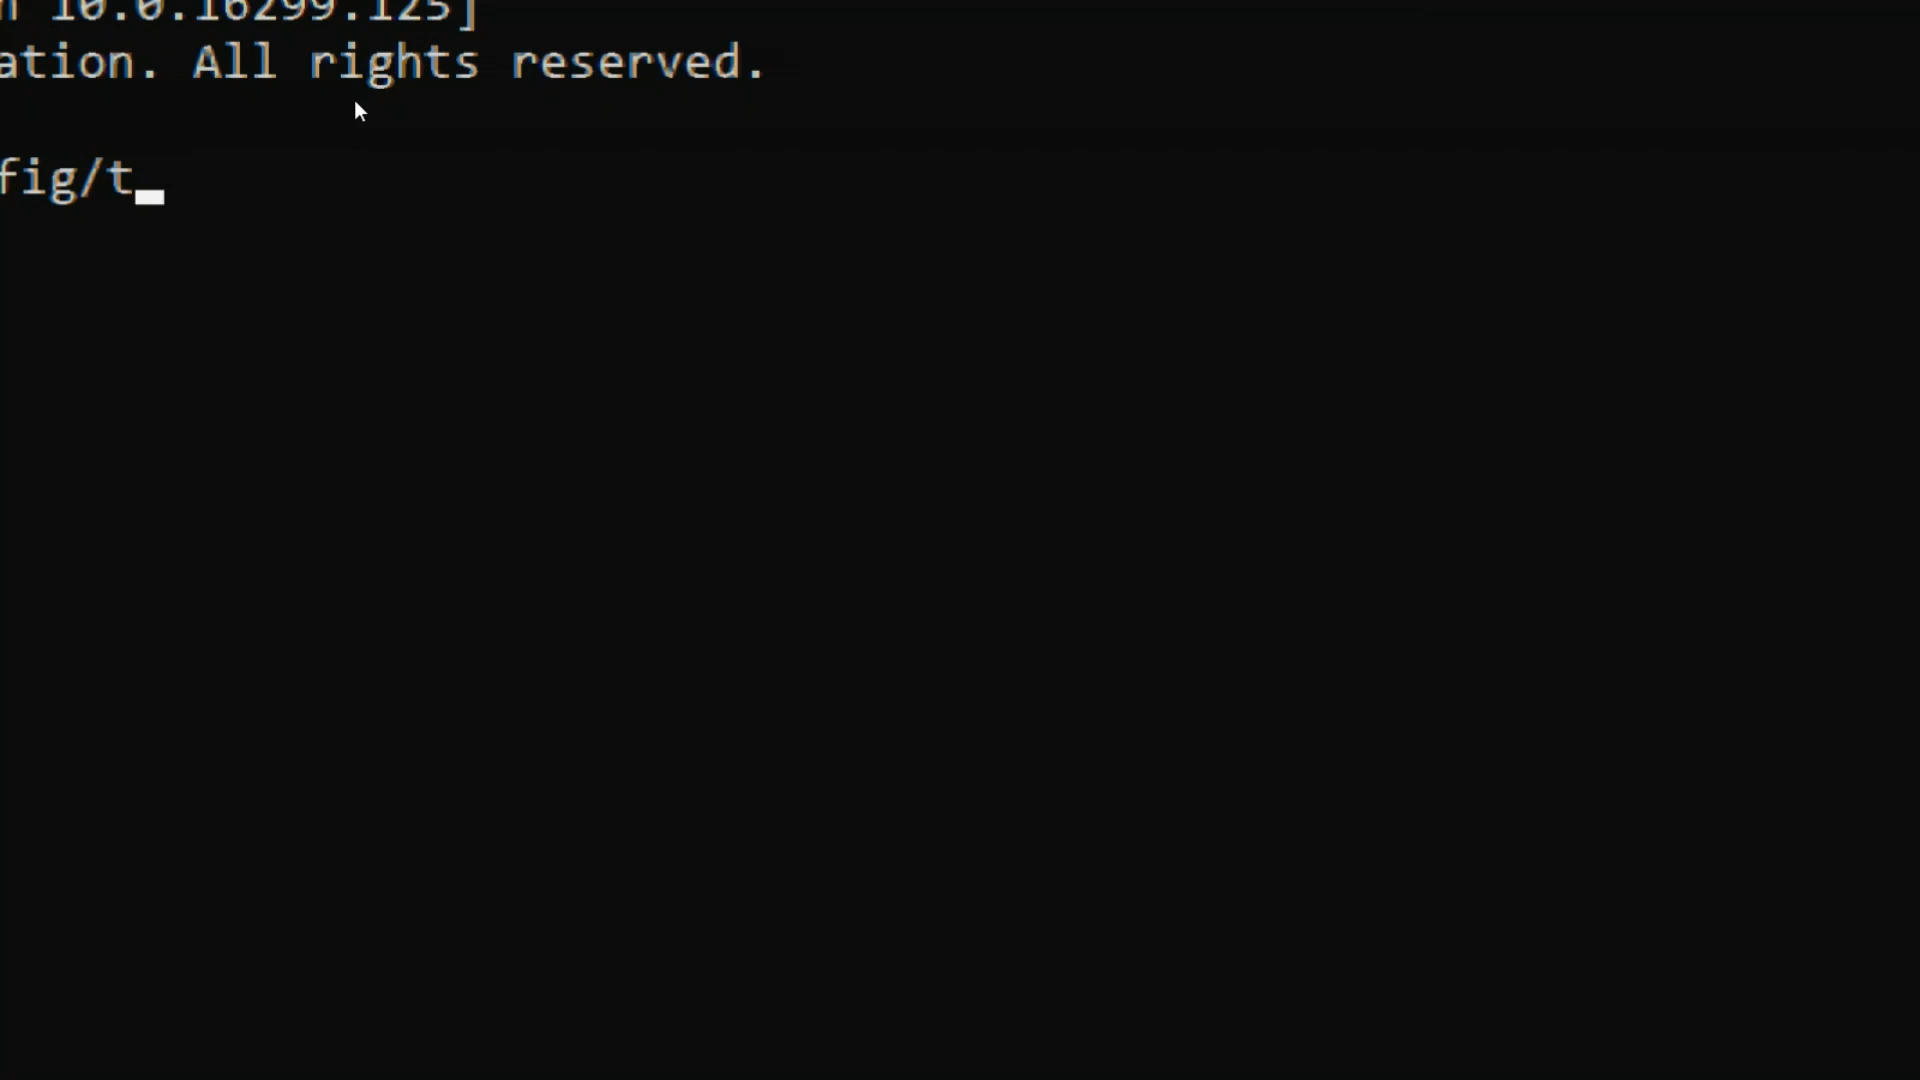 10.0.16299.125]
ation. All rights reserved.
fig/t